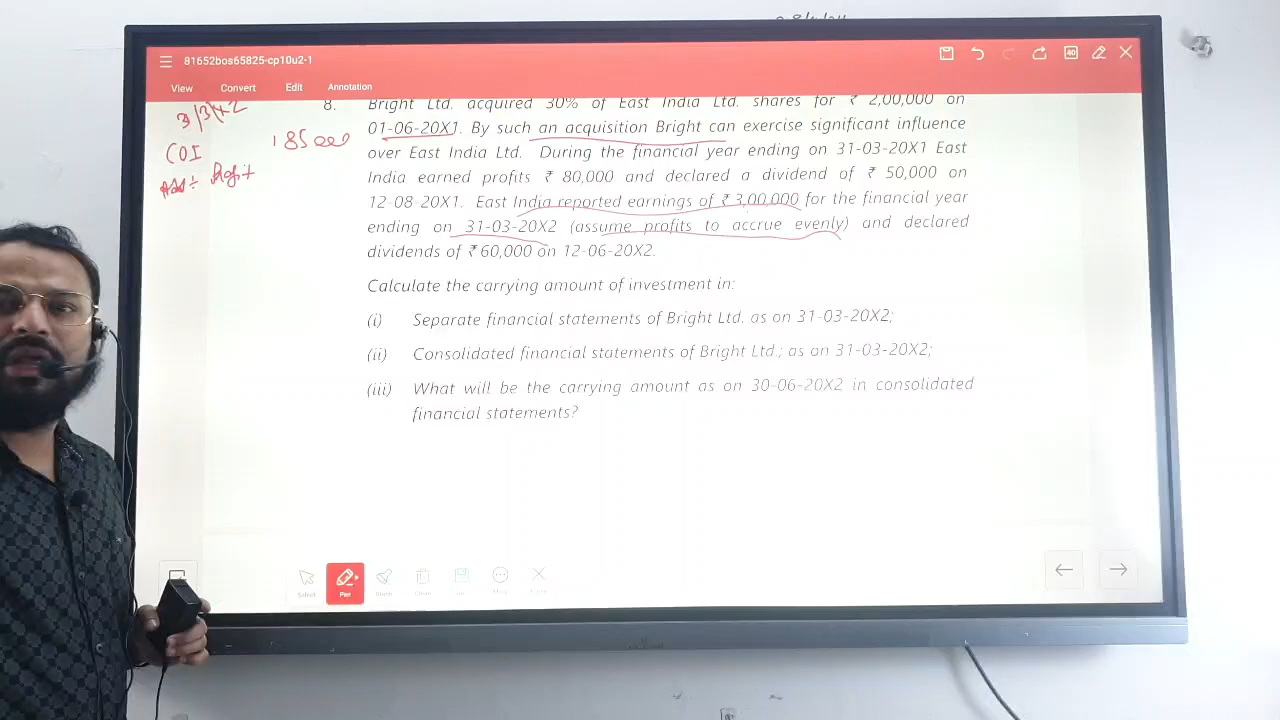 81652bos65825-cp10u2-1
40
View Convert Edit Annotation
8. Bright Ltd. acquired 30% of East India Ltd. shares for ₹ 2,00,000 on
01-06-20X1. By such an acquisition Bright can exercise significant influence
over East India Ltd. During the financial year ending on 31-03-20X1 East
India earned profits ₹ 80,000 and declared a dividend of ₹ 50,000 on
12-08-20X1. East India reported earnings of ₹ 3,00,000 for the financial year
ending on 31-03-20X2 (assume profits to accrue evenly) and declared
dividends of ₹ 60,000 on 12-06-20X2.
Calculate the carrying amount of investment in:
(i) Separate financial statements of Bright Ltd. as on 31-03-20X2;
(ii) Consolidated financial statements of Bright Ltd.; as on 31-03-20X2;
(iii) What will be the carrying amount as on 30-06-20X2 in consolidated
financial statements?
COI 185000
Add:- Profit
Select Pen